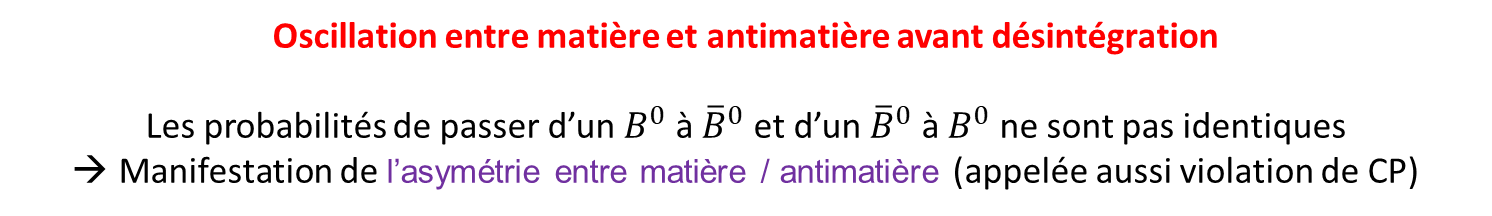 Oscillation entre matière et antimatière avant désintégration
Les probabilités de passer d’un B⁰ à B̄⁰ et d’un B̄⁰ à B⁰ ne sont pas identiques
→ Manifestation de l’asymétrie entre matière / antimatière (appelée aussi violation de CP)